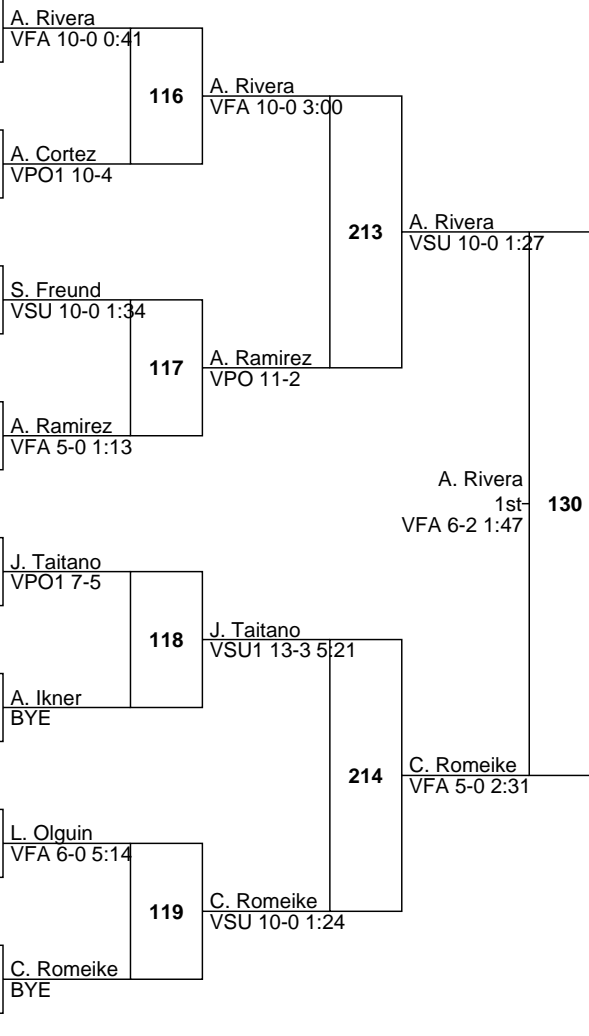 A. Rivera
VFA 10-0 0:41
116
A. Rivera
VFA 10-0 3:00
A. Cortez
VPO1 10-4
213
A. Rivera
VSU 10-0 1:27
S. Freund
VSU 10-0 1:34
117
A. Ramirez
VPO 11-2
A. Ramirez
VFA 5-0 1:13
A. Rivera
1st
VFA 6-2 1:47
130
J. Taitano
VPO1 7-5
118
J. Taitano
VSU1 13-3 5:21
A. Ikner
BYE
214
C. Romeike
VFA 5-0 2:31
L. Olguin
VFA 6-0 5:14
119
C. Romeike
VSU 10-0 1:24
C. Romeike
BYE